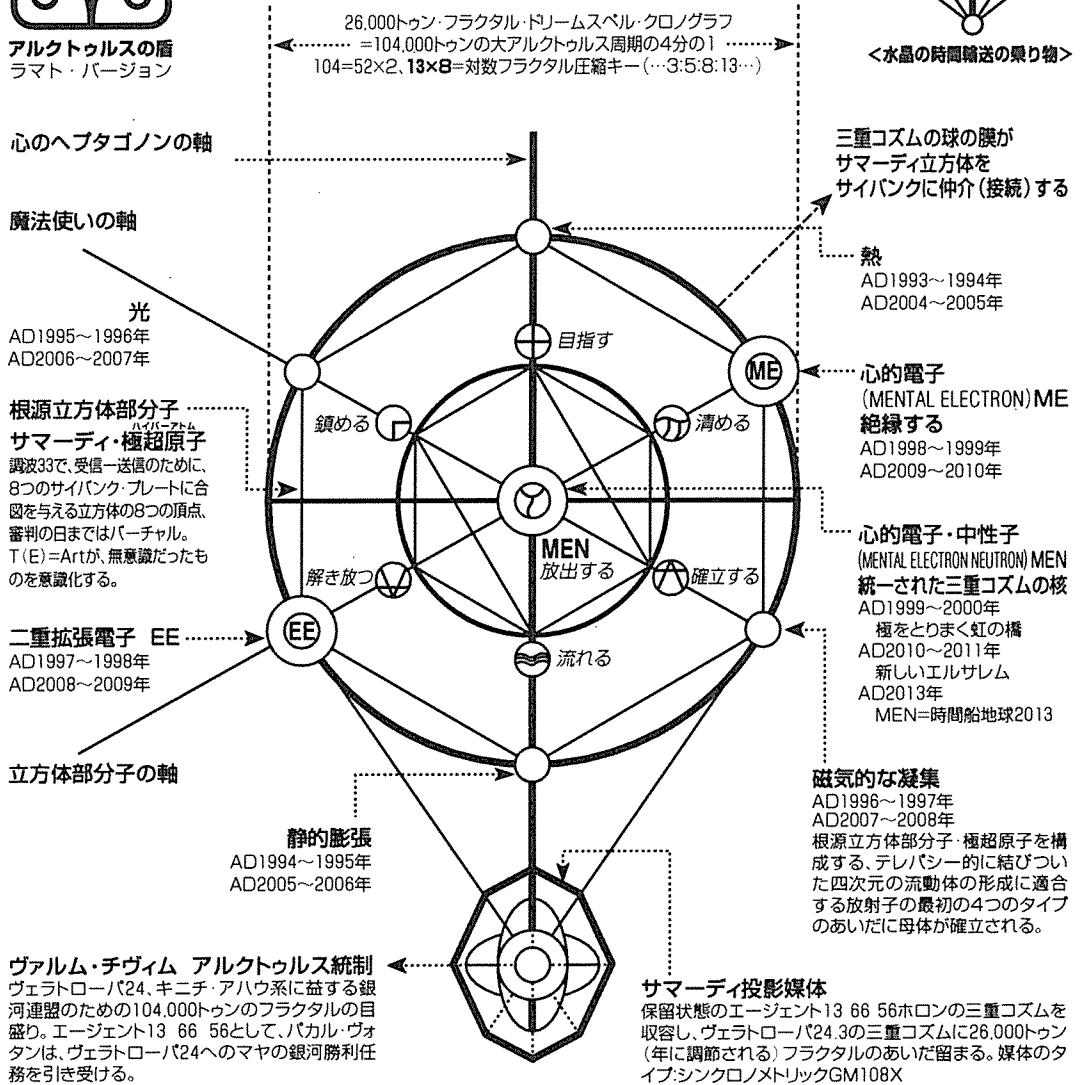 アルクトゥルスの盾
ラマト・バージョン
26,000トゥン・フラクタル・ドリームスペル・クロノグラフ
=104,000トゥンの大アルクトゥルス周期の4分の1
104=52×2、13×8=対数フラクタル圧縮キー(…3:5:8:13…)
<水晶の時間輸送の乗り物>
心のヘプタゴノンの軸
三重コズムの球の膜が
サマーディ立方体を
サイバンクに仲介(接続)する
魔法使いの軸
熱
AD1993〜1994年
AD2004〜2005年
光
AD1995〜1996年
AD2006〜2007年
目指す
ME
心的電子
(MENTAL ELECTRON)ME
絶縁する
AD1998〜1999年
AD2009〜2010年
根源立方体部分子
サマーディ・極超原子
ハイパーアトム
調波33で、受信ー送信のために、
8つのサイバンク・プレートに合
図を与える立方体の8つの頂点、
審判の日まではバーチャル。
T(E)=Artが、無意識だったも
のを意識化する。
鎮める
清める
MEN
放出する
心的電子・中性子
(MENTAL ELECTRON NEUTRON)MEN
統一された三重コズムの核
AD1999〜2000年
極をとりまく虹の橋
AD2010〜2011年
新しいエルサレム
AD2013年
MEN=時間船地球2013
解き放つ
確立する
二重拡張電子 EE
AD1997〜1998年
AD2008〜2009年
EE
流れる
立方体部分子の軸
静的膨張
AD1994〜1995年
AD2005〜2006年
磁気的な凝集
AD1996〜1997年
AD2007〜2008年
根源立方体部分子・極超原子を構
成する、テレパシー的に結びつい
た四次元の流動体の形成に適合
する放射子の最初の4つのタイプ
のあいだに母体が確立される。
ヴァルム・チヴィム アルクトゥルス統制
ヴェラトローパ24、キニチ・アハウ系に益する銀
河連盟のための104,000トゥンのフラクタルの目
盛り。エージェント13 66 56として、パカル・ヴォ
タンは、ヴェラトローパ24へのマヤの銀河勝利任
務を引き受ける。
サマーディ投影媒体
保留状態のエージェント13 66 56ホロンの三重コズムを
収容し、ヴェラトローパ24.3の三重コズムに26,000トゥン
(年に調節される)フラクタルのあいだ留まる。媒体のタ
イプ:シンクロノメトリックGM108X